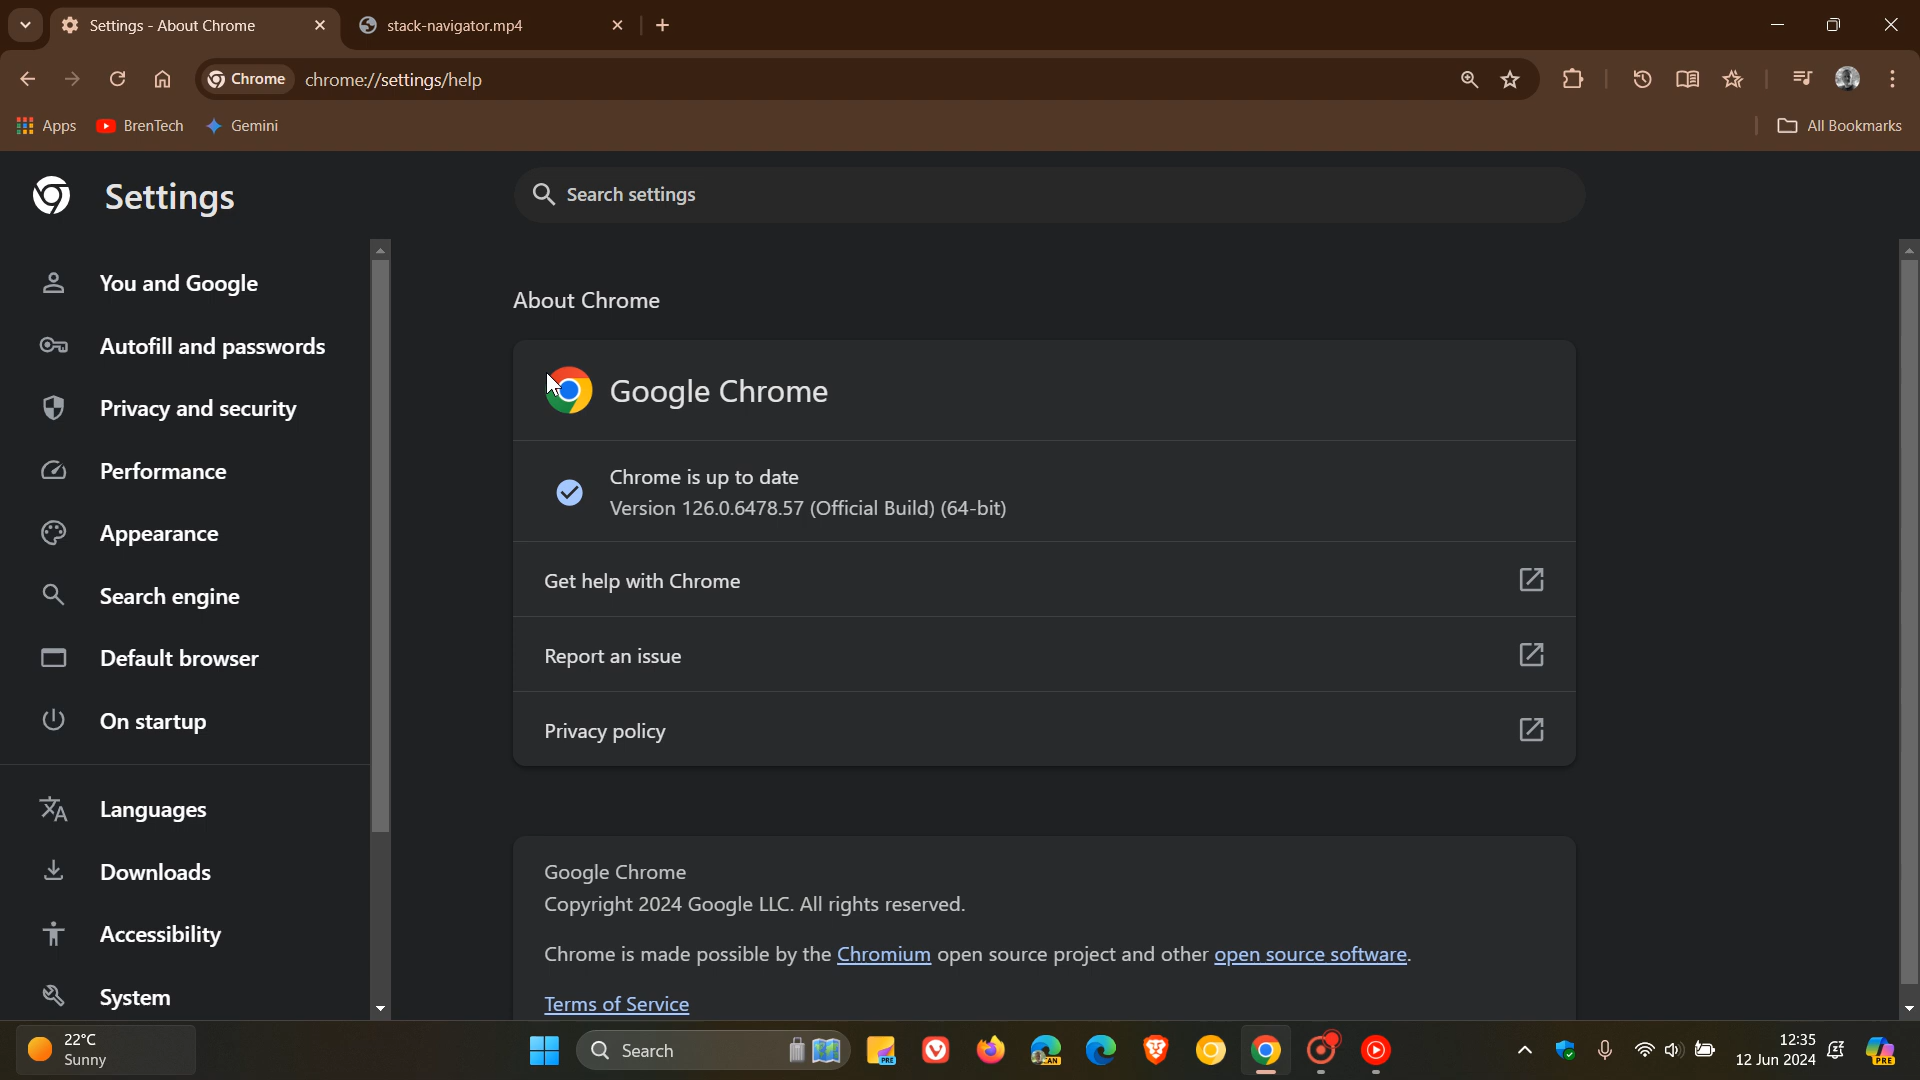 Settings - About Chrome
stack-navigator.mp4
Chrome
chrome://settings/help
Apps
BrenTech
Gemini
All Bookmarks
Settings
Search settings
You and Google
Autofill and passwords
Privacy and security
Performance
Appearance
Search engine
Default browser
On startup
Languages
Downloads
Accessibility
System
About Chrome
Google Chrome
Chrome is up to date
Version 126.0.6478.57 (Official Build) (64-bit)
Get help with Chrome
Report an issue
Privacy policy
Google Chrome
Copyright 2024 Google LLC. All rights reserved.
Chrome is made possible by the Chromium open source project and other open source software.
Terms of Service
22°C
Sunny
Search
PRE
CAN
12:35
12 Jun 2024
PRE